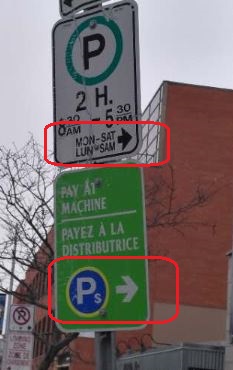 P
2 H.
8 30 AM - 5 30 PM
MON-SAT
LUN-SAM
PAY AT
MACHINE
PAYEZ À LA
DISTRIBUTRICE
P$